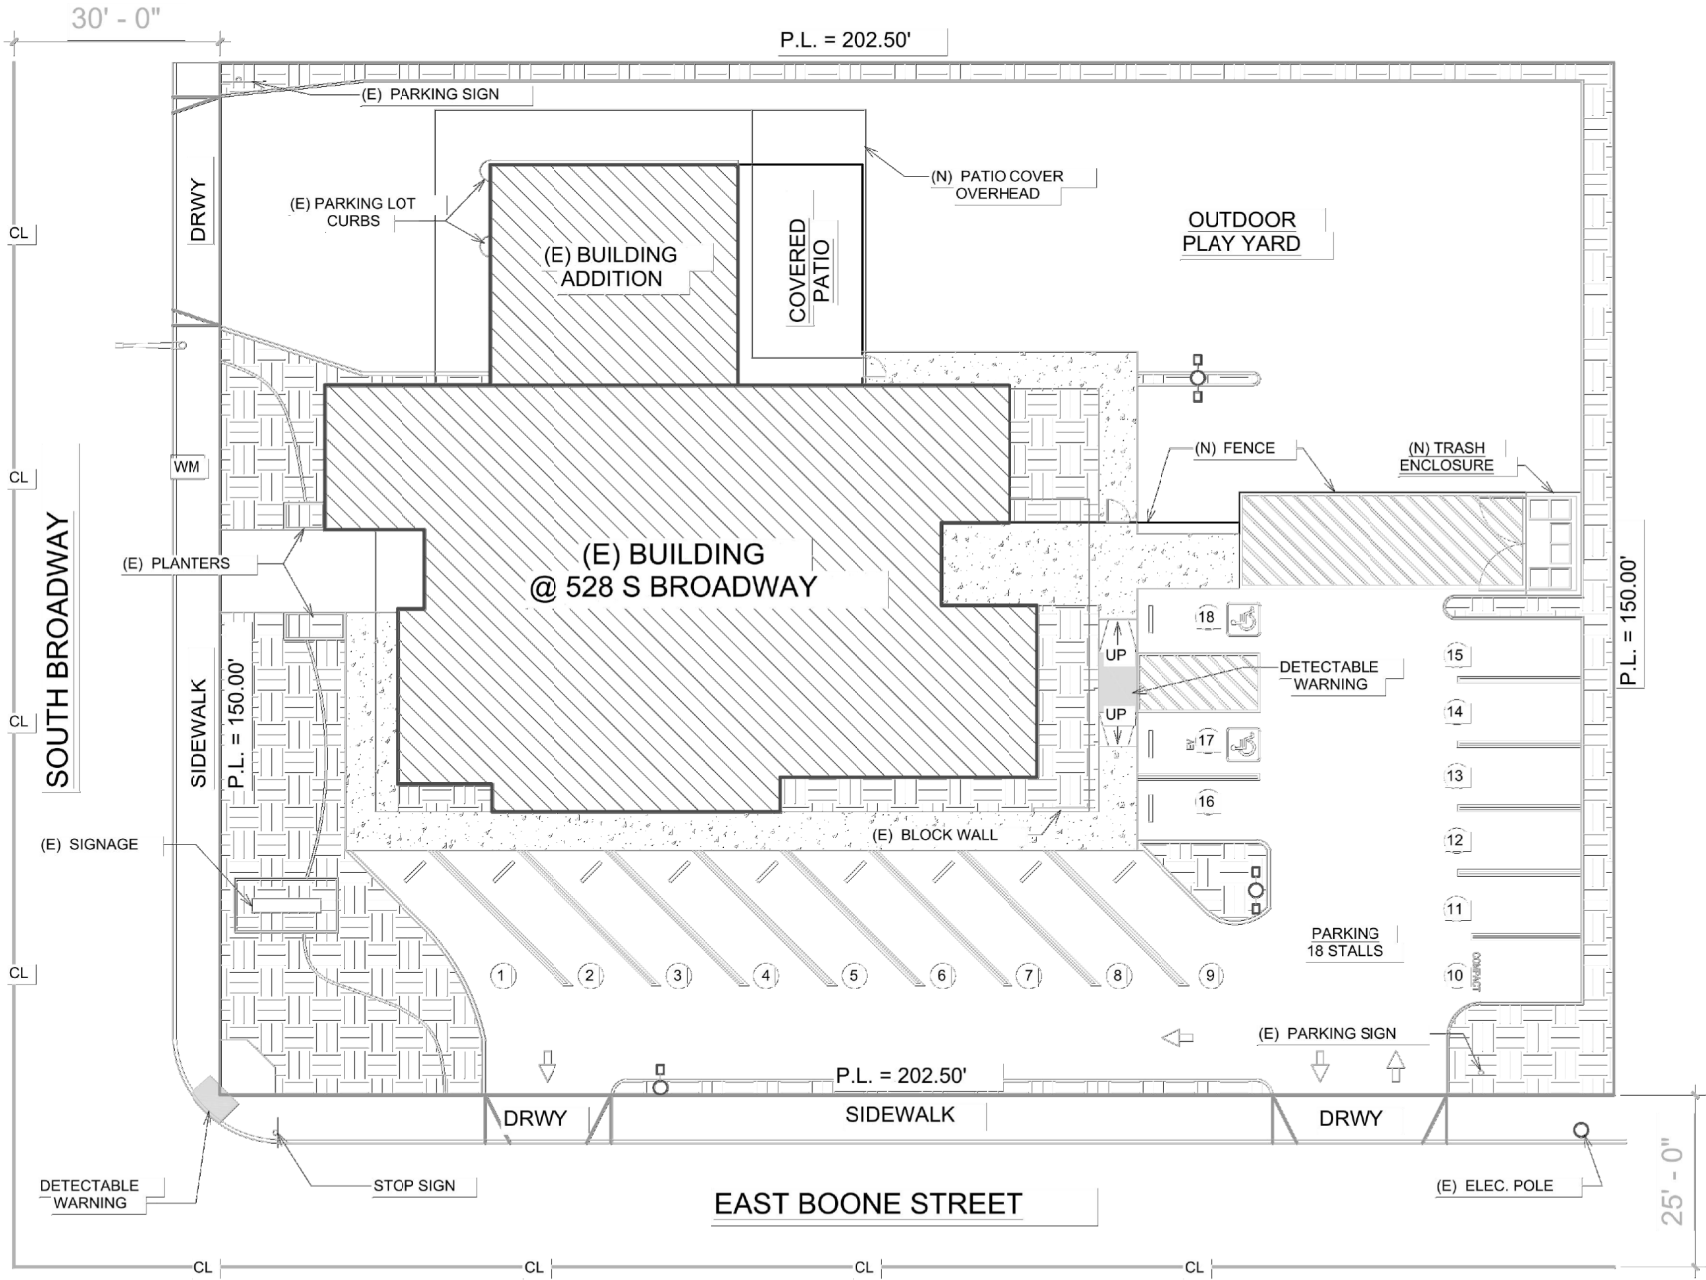 30' - 0"
P.L. = 202.50'
(E) PARKING SIGN
DRWY
(E) PARKING LOT
CURBS
(E) BUILDING
ADDITION
COVERED
PATIO
(N) PATIO COVER
OVERHEAD
OUTDOOR
PLAY YARD
CL
WM
CL
(N) FENCE
(N) TRASH
ENCLOSURE
(E) PLANTERS
(E) BUILDING
@ 528 S BROADWAY
SOUTH BROADWAY
SIDEWALK
P.L. = 150.00'
P.L. = 150.00'
18
UP
DETECTABLE
WARNING
UP
EV
17
16
15
14
13
12
11
10
COMPACT
CL
(E) SIGNAGE
(E) BLOCK WALL
PARKING
18 STALLS
CL
1
2
3
4
5
6
7
8
9
(E) PARKING SIGN
P.L. = 202.50'
DRWY
SIDEWALK
DRWY
DETECTABLE
WARNING
STOP SIGN
EAST BOONE STREET
(E) ELEC. POLE
25' - 0"
CL
CL
CL
CL